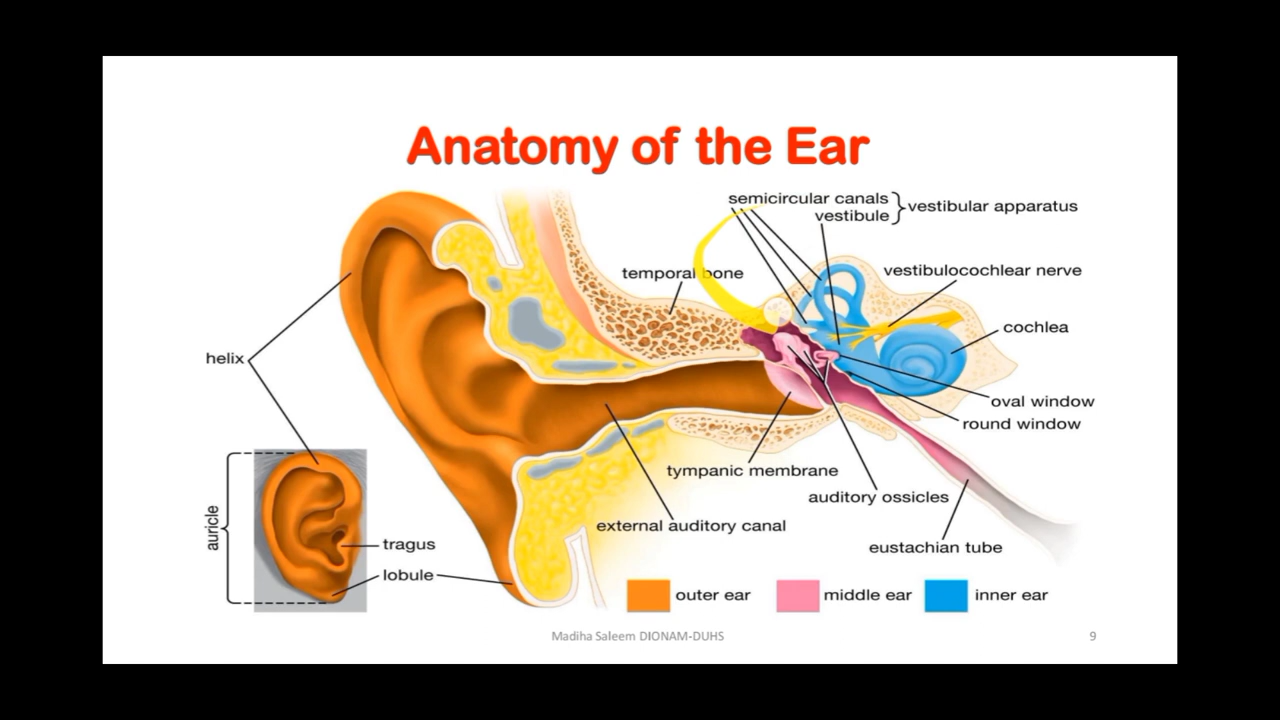 Anatomy of the Ear
semicircular canals
vestibule
vestibular apparatus
temporal bone
vestibulocochlear nerve
cochlea
helix
oval window
round window
tympanic membrane
auditory ossicles
external auditory canal
auricle
tragus
eustachian tube
lobule
outer ear
middle ear
inner ear
Madiha Saleem DIONAM-DUHS
9